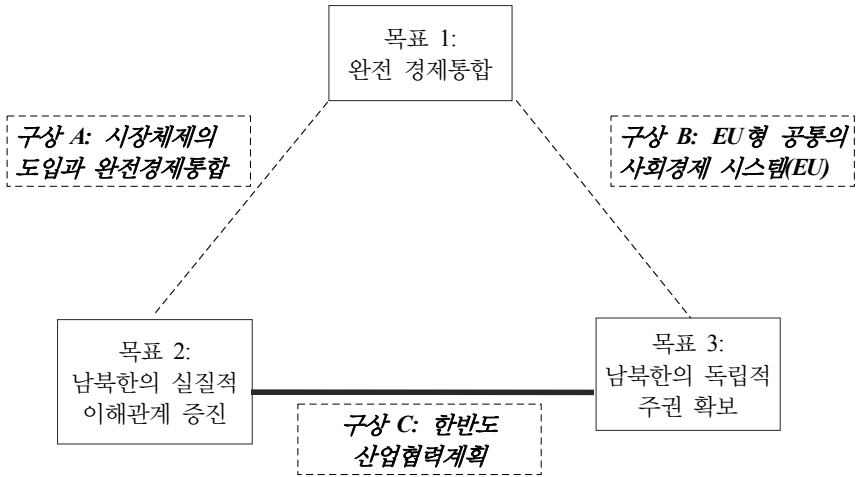 목표 1:
완전 경제통합
구상 A: 시장체제의
도입과 완전경제통합
구상 B: EU형 공통의
사회경제 시스템(EU)
목표 2:
남북한의 실질적
이해관계 증진
목표 3:
남북한의 독립적
주권 확보
구상 C: 한반도
산업협력계획